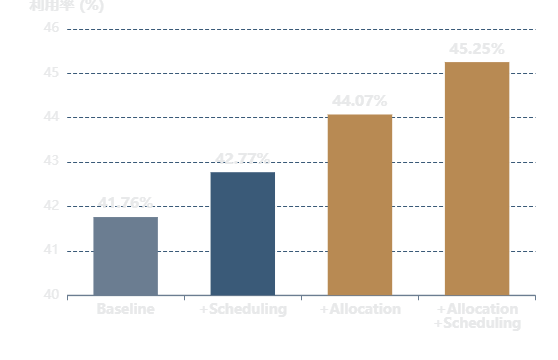 利用率 (%)
46
45.25%
45
44.07%
44
43
42.77%
42
41.76%
41
40
Baseline
+Scheduling
+Allocation
+Allocation
+Scheduling